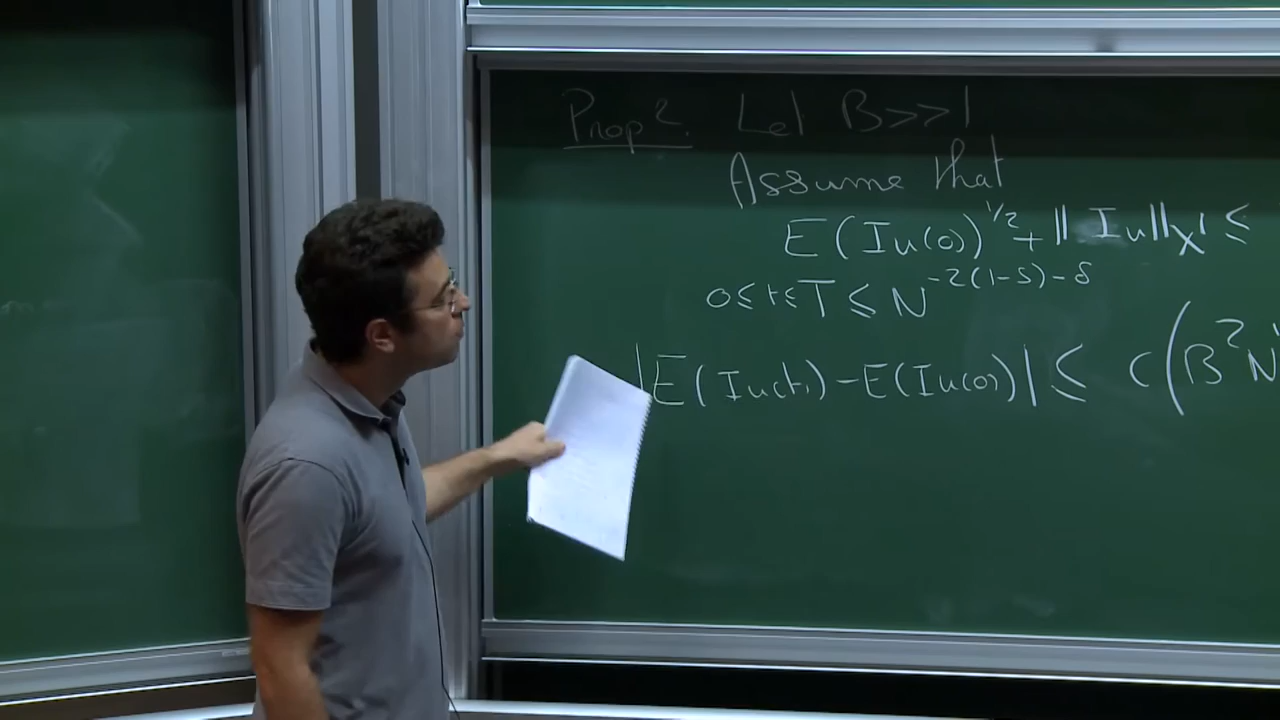 Prop 2. Let B>>1
Assume that
E(Iu(0))^{1/2} + ||Iu||_{X^1} ≤
0≤t≤T ≤ N^{-2(1-s)-δ}
|E(Iu(t)) - E(Iu(0))| ≤ C(B^2 N